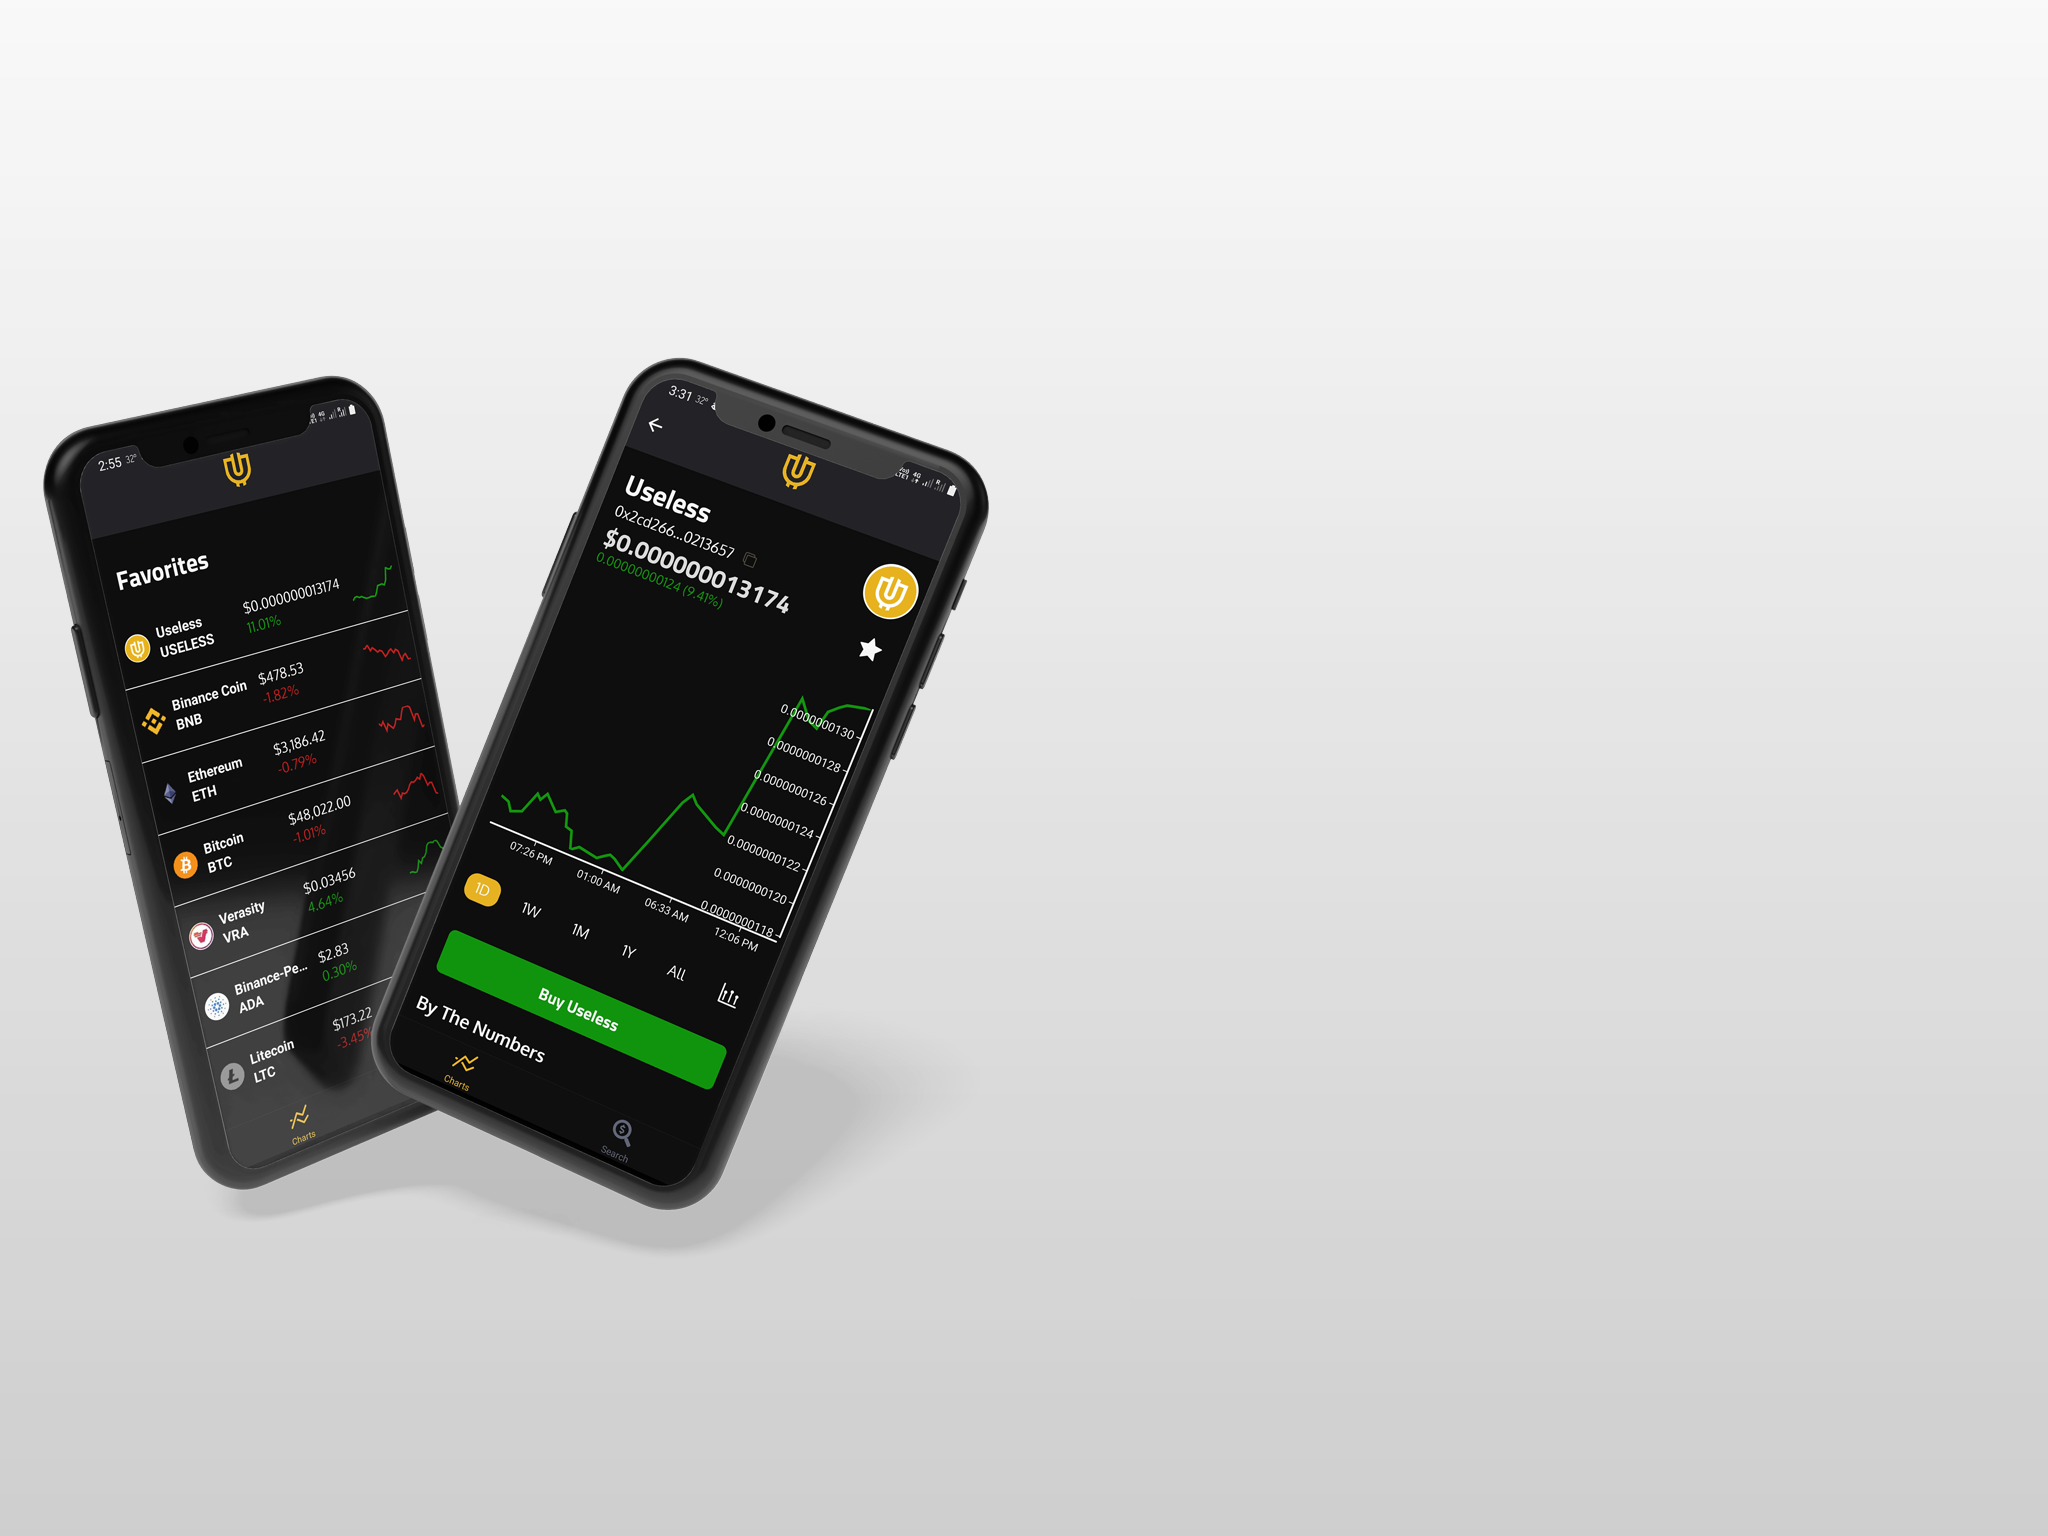 2:55 32°
Favorites
Useless
USELESS
$0.000000013174
11.01%
Binance Coin
BNB
$478.53
-1.82%
Ethereum
ETH
$3,186.42
-0.79%
Bitcoin
BTC
$48,022.00
-1.01%
Verasity
VRA
$0.03456
4.64%
Binance-Pe...
ADA
$2.83
0.30%
Litecoin
LTC
$173.22
-3.45%
Charts
3:31 32°
4G
R
LTE1
Useless
0x2cd266...0213657
$0.000000013174
0.00000000124 (9.41%)
0.0000000130
0.0000000128
0.0000000126
0.0000000124
0.0000000122
0.0000000120
0.0000000118
07:26 PM
01:00 AM
06:33 AM
12:06 PM
1D
1W
1M
1Y
All
Buy Useless
By The Numbers
Charts
Search